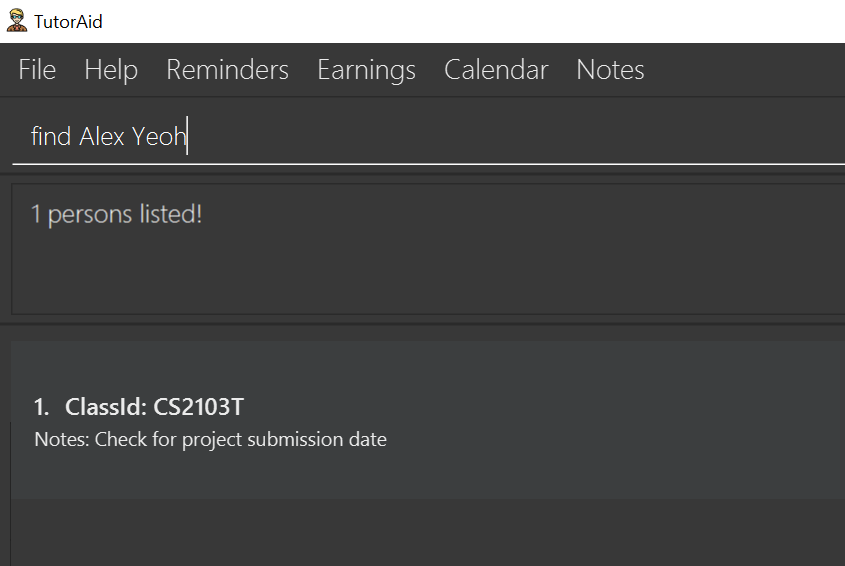 TutorAid
File Help Reminders Earnings Calendar Notes
find Alex Yeoh
1 persons listed!
1. ClassId: CS2103T
Notes: Check for project submission date